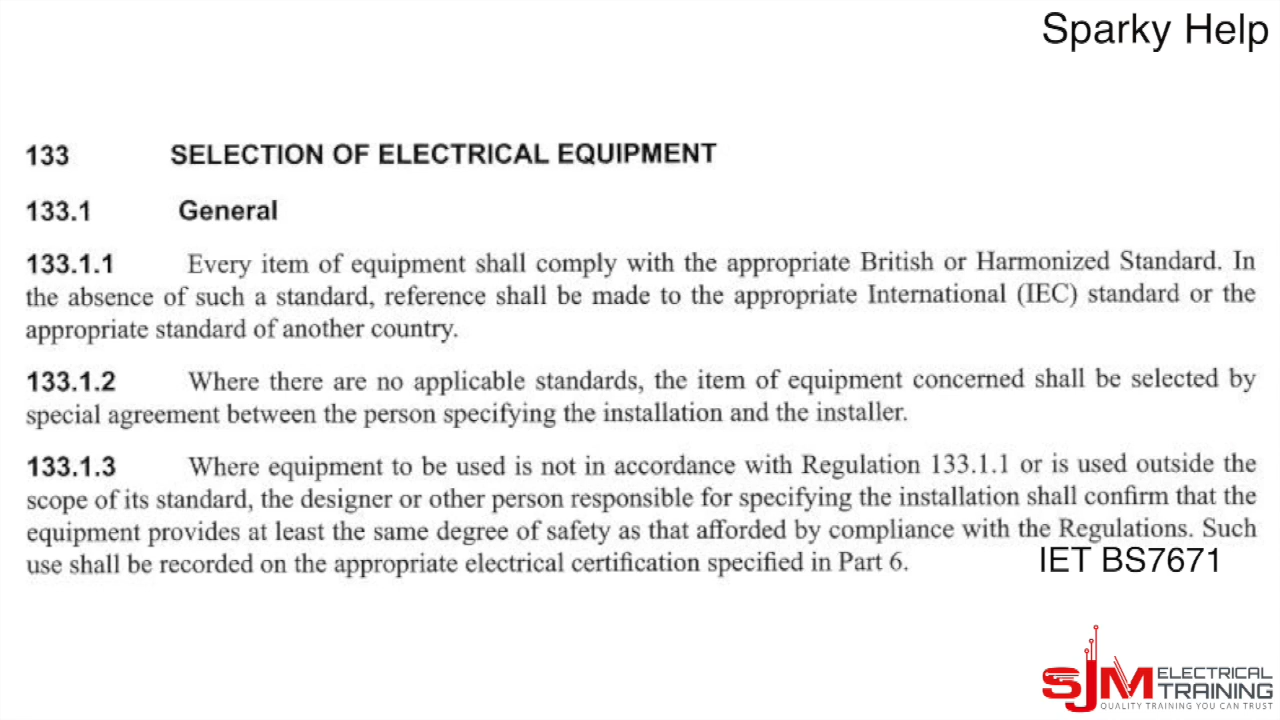 Sparky Help
133 SELECTION OF ELECTRICAL EQUIPMENT
133.1 General
133.1.1 Every item of equipment shall comply with the appropriate British or Harmonized Standard. In
the absence of such a standard, reference shall be made to the appropriate International (IEC) standard or the
appropriate standard of another country.
133.1.2 Where there are no applicable standards, the item of equipment concerned shall be selected by
special agreement between the person specifying the installation and the installer.
133.1.3 Where equipment to be used is not in accordance with Regulation 133.1.1 or is used outside the
scope of its standard, the designer or other person responsible for specifying the installation shall confirm that the
equipment provides at least the same degree of safety as that afforded by compliance with the Regulations. Such
use shall be recorded on the appropriate electrical certification specified in Part 6.
IET BS7671
SJM ELECTRICAL
TRAINING
QUALITY TRAINING YOU CAN TRUST